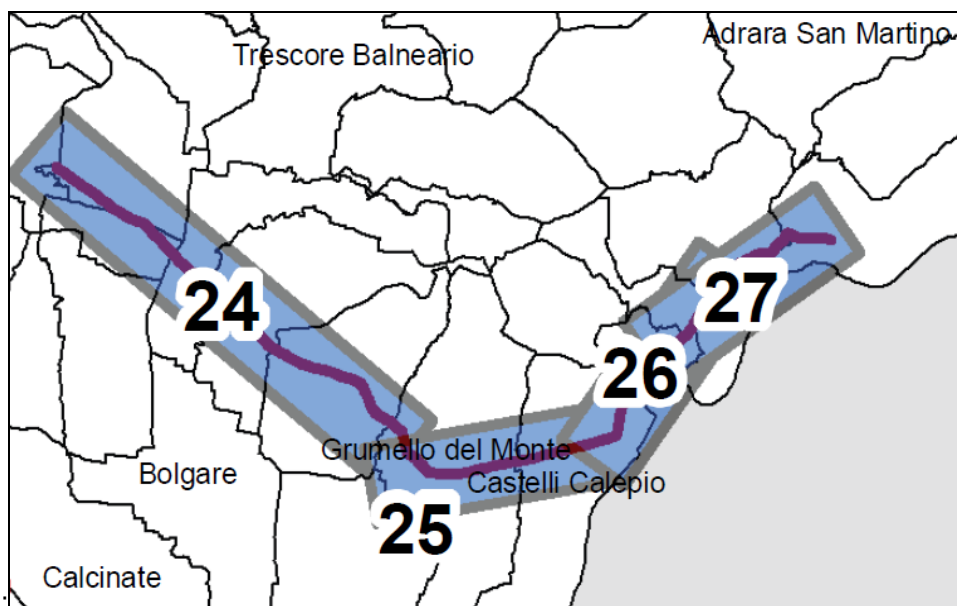 Adrara San Martino
Trescore Balneario
27
24
26
Grumello del Monte
Bolgare
Castelli Calepio
25
Calcinate